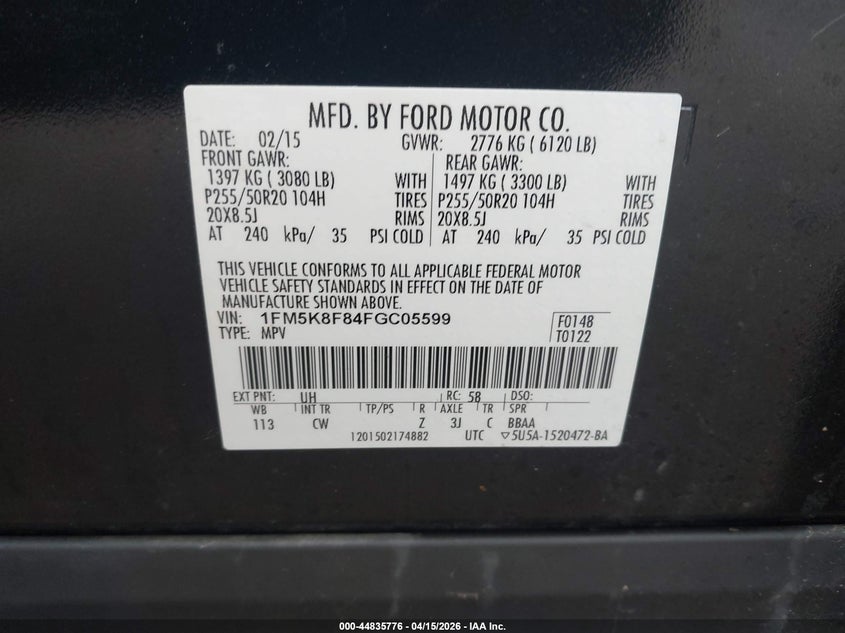 MFD. BY FORD MOTOR CO.
DATE: 02/15 GVWR: 2776 KG ( 6120 LB)
FRONT GAWR: REAR GAWR:
1397 KG ( 3080 LB) WITH 1497 KG ( 3300 LB) WITH
P255/50R20 104H TIRES P255/50R20 104H TIRES
20X8.5J RIMS 20X8.5J RIMS
AT 240 kPa/ 35 PSI COLD AT 240 kPa/ 35 PSI COLD
THIS VEHICLE CONFORMS TO ALL APPLICABLE FEDERAL MOTOR
VEHICLE SAFETY STANDARDS IN EFFECT ON THE DATE OF
MANUFACTURE SHOWN ABOVE.
VIN: 1FM5K8F84FGC05599 F0148
TYPE: MPV T0122
EXT PNT: UH RC: 58 DSO:
WB INT TR TP/PS R AXLE TR SPR
113 CW Z 3J C BBAA
1201502174882 UTC ▽5U5A-1520472-BA
000-44835776 - 04/15/2026 - IAA Inc.